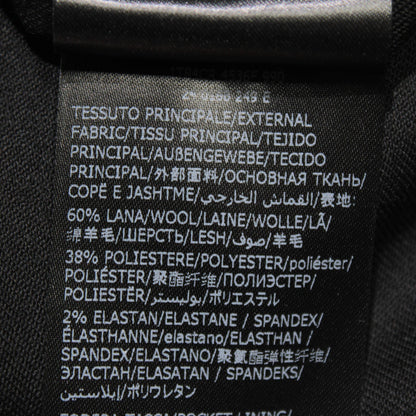 TESSUTO PRINCIPALE/EXTERNAL
FABRIC/TISSU PRINCIPAL/TEJIDO
PRINCIPAL/AUßENGEWEBE/TECIDO
PRINCIPAL/外部面料/ОСНОВНАЯ ТКАНЬ/
COPË E JASHTME/القماش الخارجي/表地:
60% LANA/WOOL/LAINE/WOLLE/LÃ/
绵羊毛/ШЕРСТЬ/LESH/صوف/羊毛
38% POLIESTERE/POLYESTER/poliéster/
POLIÉSTER/聚酯纤维/ПОЛИЭСТЕР/
POLIESTËR/بوليستر/ポリエステル
2% ELASTAN/ELASTANE / SPANDEX/
ÉLASTHANNE/elastano/ELASTHAN /
SPANDEX/ELASTANO/聚氨酯弹性纤维/
ЭЛАСТАН/ELASTAN / SPANDEKS/
إيلاستين/ポリウレタン